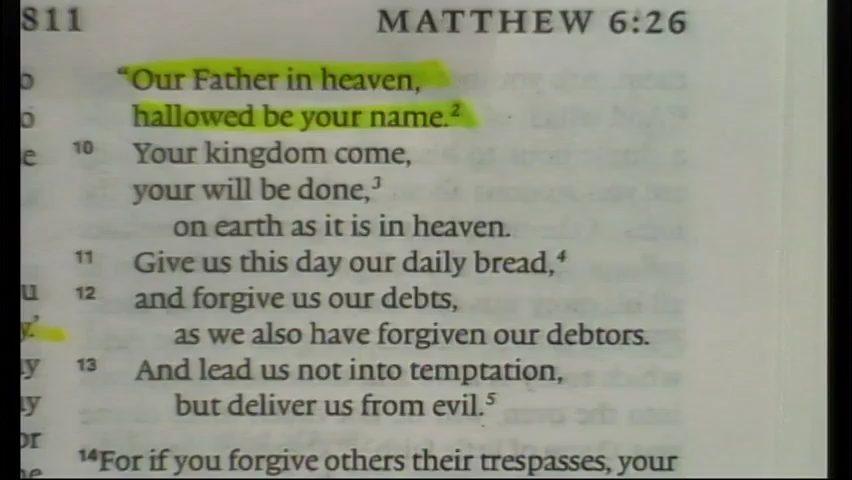 811 MATTHEW 6:26
“Our Father in heaven,
hallowed be your name.²
10 Your kingdom come,
your will be done,³
on earth as it is in heaven.
11 Give us this day our daily bread,⁴
12 and forgive us our debts,
as we also have forgiven our debtors.
13 And lead us not into temptation,
but deliver us from evil.⁵
¹⁴For if you forgive others their trespasses, your